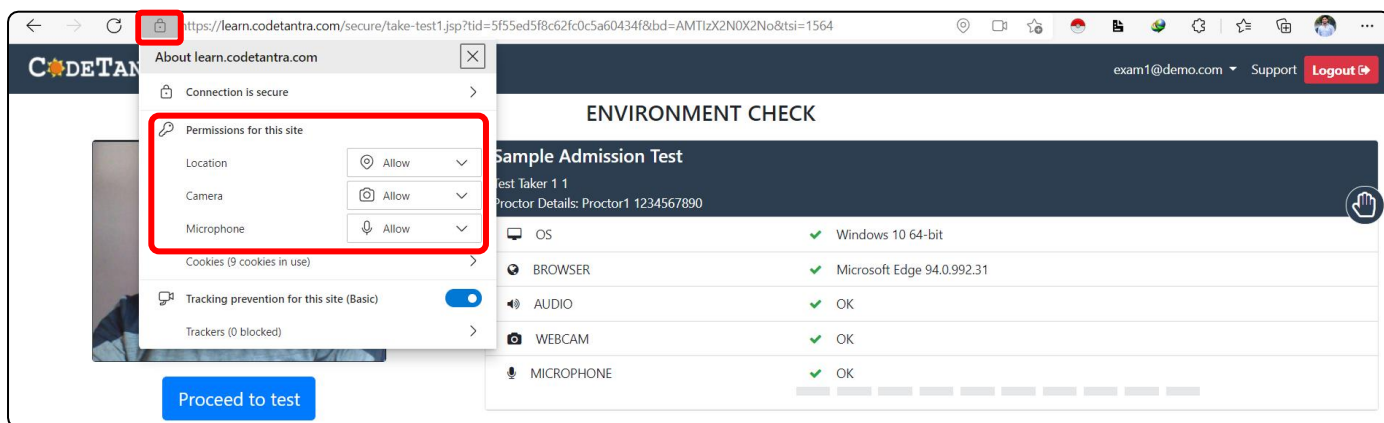 https://learn.codetantra.com/secure/take-test1.jsp?tid=5f55ed5f8c62fc0c5a60434f&bd=AMTIzX2N0X2No&tsi=1564
CODETAN
exam1@demo.com Support Logout
About learn.codetantra.com
Connection is secure
Permissions for this site
Location Allow
Camera Allow
Microphone Allow
Cookies (9 cookies in use)
Tracking prevention for this site (Basic)
Trackers (0 blocked)
Proceed to test
ENVIRONMENT CHECK
Sample Admission Test
Test Taker 1 1
Proctor Details: Proctor1 1234567890
OS Windows 10 64-bit
BROWSER Microsoft Edge 94.0.992.31
AUDIO OK
WEBCAM OK
MICROPHONE OK